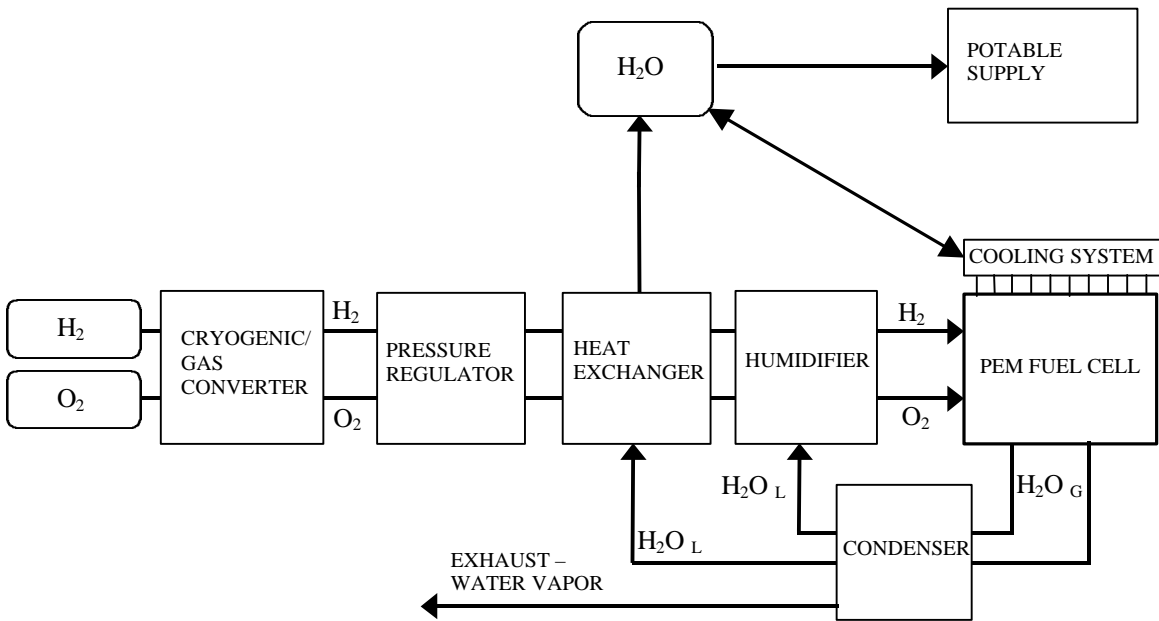 H₂O
POTABLE
SUPPLY
COOLING SYSTEM
H₂
O₂
CRYOGENIC/
GAS
CONVERTER
H₂
O₂
PRESSURE
REGULATOR
HEAT
EXCHANGER
HUMIDIFIER
H₂
O₂
PEM FUEL CELL
H₂O L
H₂O G
H₂O L
CONDENSER
EXHAUST –
WATER VAPOR